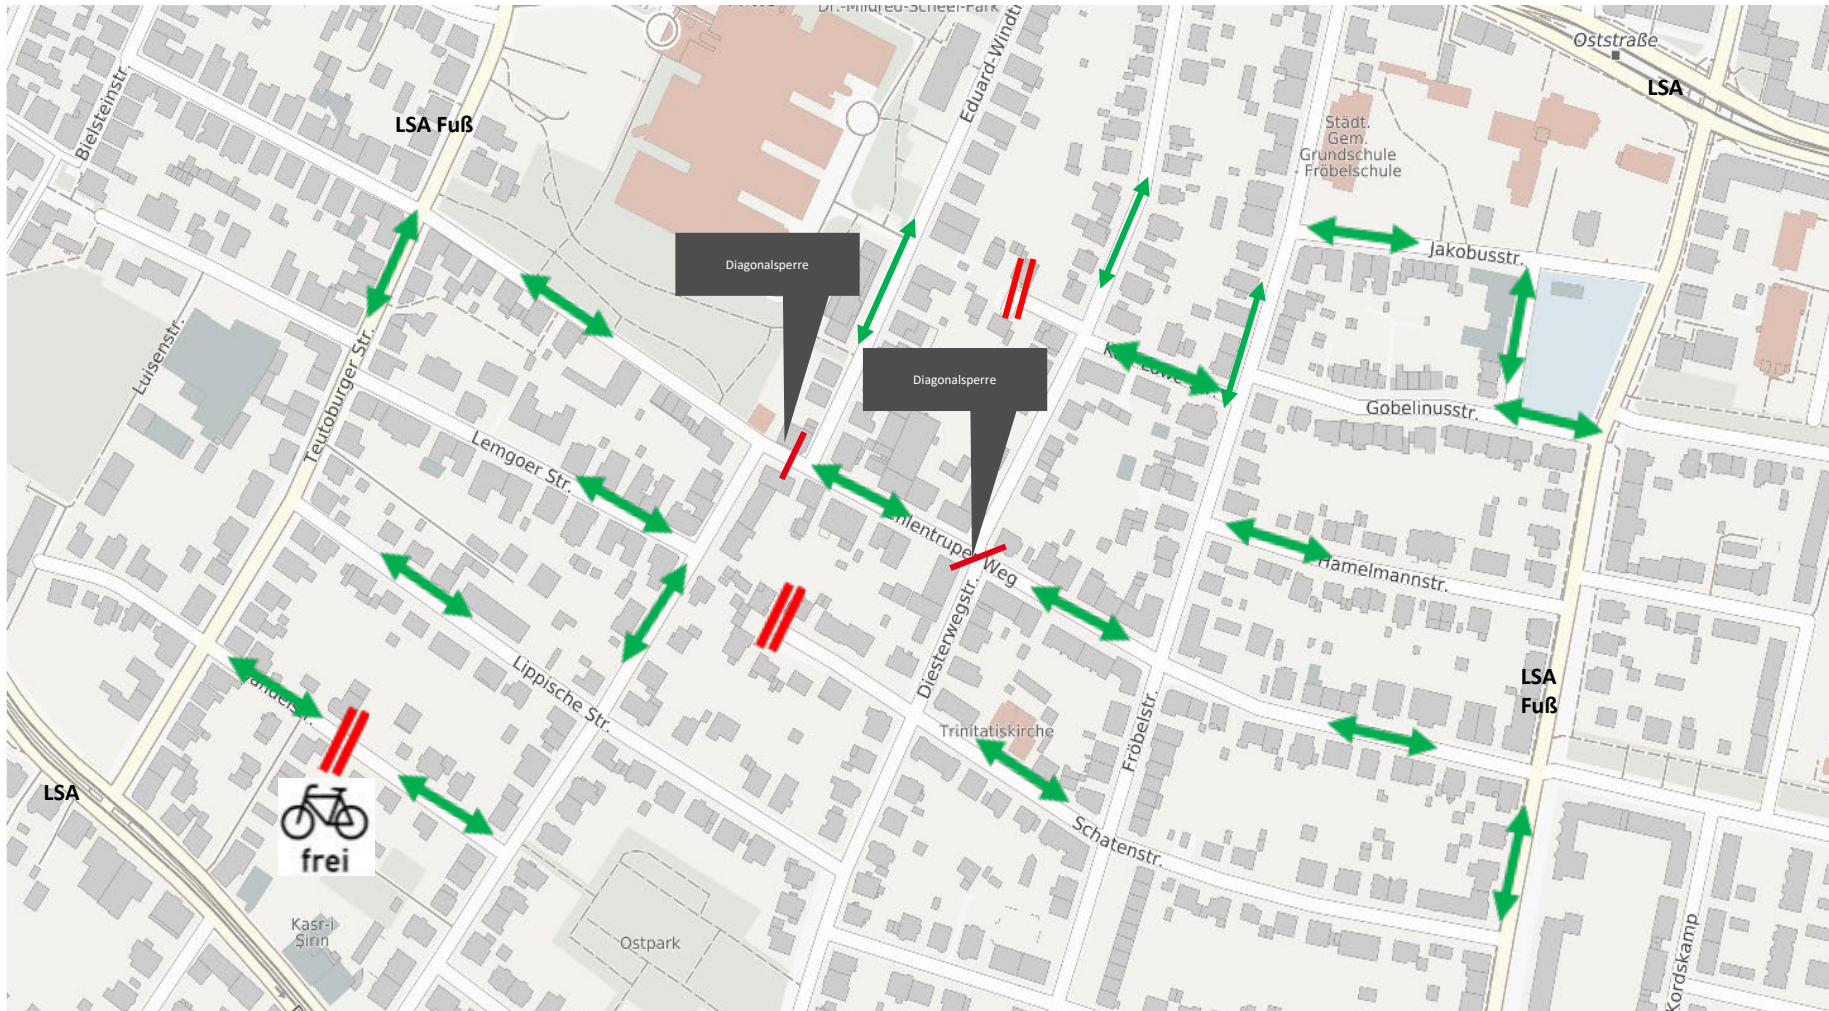 Dr.-Mildred-Scheel-Park
Oststraße
LSA
Bielsteinstr.
LSA Fuß
Eduard-Windt
Städt.
Gem.
Grundschule
- Fröbelschule
Jakobusstr.
Diagonalsperre
Luisenstr.
Teutoburger Str.
Diagonalsperre
Gobelinusstr.
Lemgoer Str.
Weg
Hamelmannstr.
Diesterwegstr.
Lippische Str.
LSA
Fuß
Trinitatiskirche
Fröbelstr.
LSA
frei
Schatenstr.
Kasr-i
Şirin
Ostpark
Kordskamp